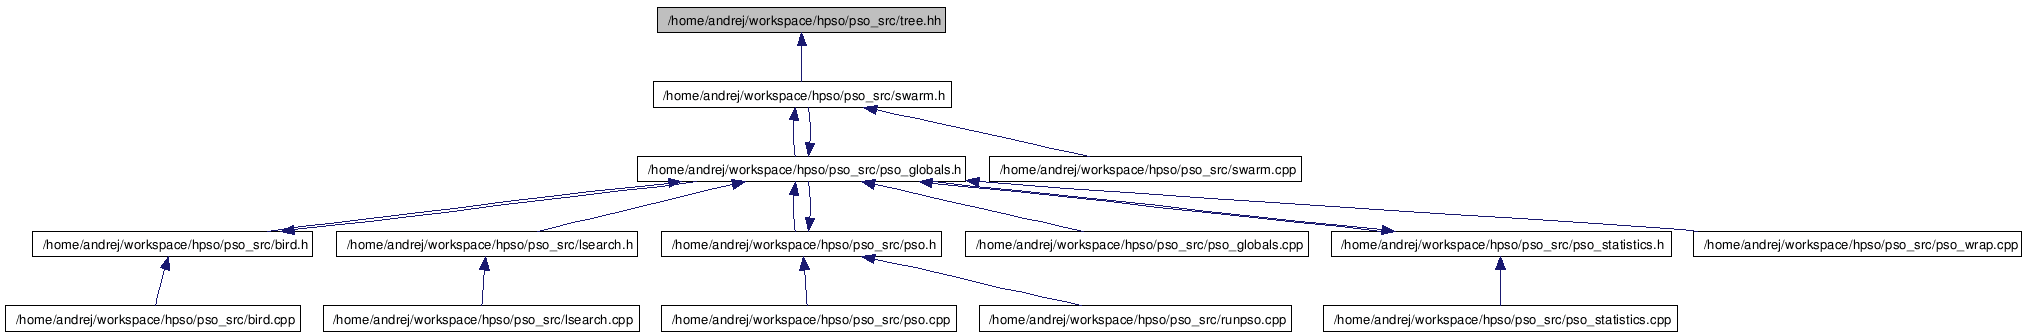 /home/andrej/workspace/hpso/pso_src/tree.hh
/home/andrej/workspace/hpso/pso_src/swarm.h
/home/andrej/workspace/hpso/pso_src/pso_globals.h
/home/andrej/workspace/hpso/pso_src/swarm.cpp
/home/andrej/workspace/hpso/pso_src/bird.h
/home/andrej/workspace/hpso/pso_src/lsearch.h
/home/andrej/workspace/hpso/pso_src/pso.h
/home/andrej/workspace/hpso/pso_src/pso_globals.cpp
/home/andrej/workspace/hpso/pso_src/pso_statistics.h
/home/andrej/workspace/hpso/pso_src/pso_wrap.cpp
/home/andrej/workspace/hpso/pso_src/bird.cpp
/home/andrej/workspace/hpso/pso_src/lsearch.cpp
/home/andrej/workspace/hpso/pso_src/pso.cpp
/home/andrej/workspace/hpso/pso_src/runpso.cpp
/home/andrej/workspace/hpso/pso_src/pso_statistics.cpp